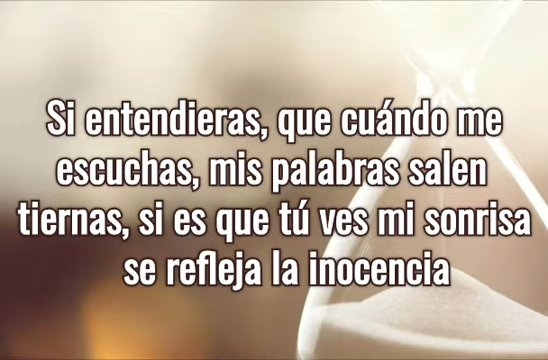 Si entendieras, que cuándo me
escuchas, mis palabras salen
tiernas, si es que tú ves mi sonrisa
se refleja la inocencia